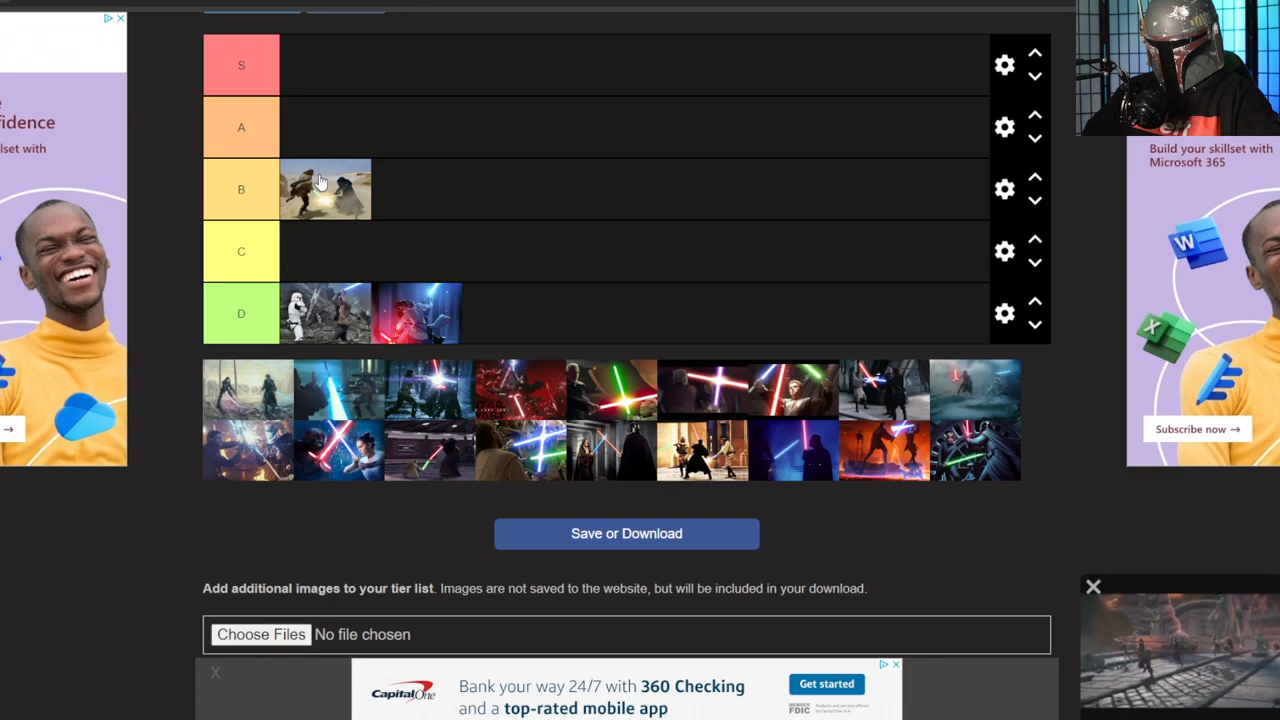 S
A
B
C
D
e
fidence
lset with
→
Build your skillset with
Microsoft 365
W
X
Subscribe now →
Save or Download
Add additional images to your tier list. Images are not saved to the website, but will be included in your download.
Choose Files No file chosen
X
Capital One
Bank your way 24/7 with 360 Checking
and a top-rated mobile app
Get started
MEMBER
FDIC